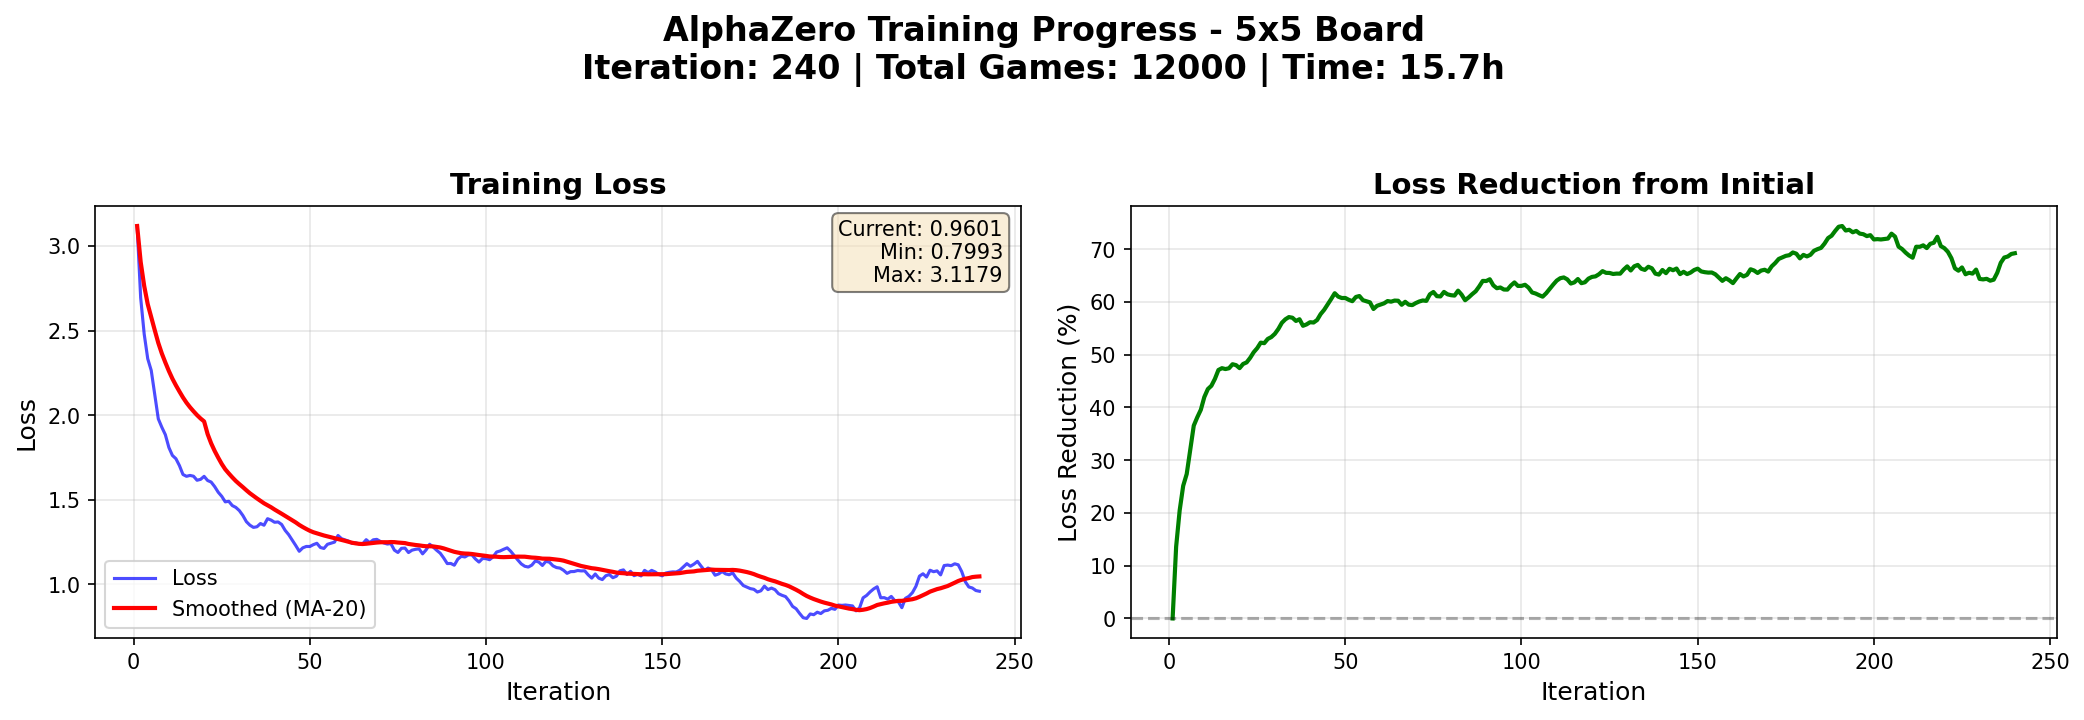 AlphaZero Training Progress - 5x5 Board
Iteration: 240 | Total Games: 12000 | Time: 15.7h
Training Loss
Loss
3.0
2.5
2.0
1.5
1.0
Current: 0.9601
Min: 0.7993
Max: 3.1179
Loss
Smoothed (MA-20)
0
50
100
150
200
250
Iteration
Loss Reduction from Initial
Loss Reduction (%)
70
60
50
40
30
20
10
0
0
50
100
150
200
250
Iteration